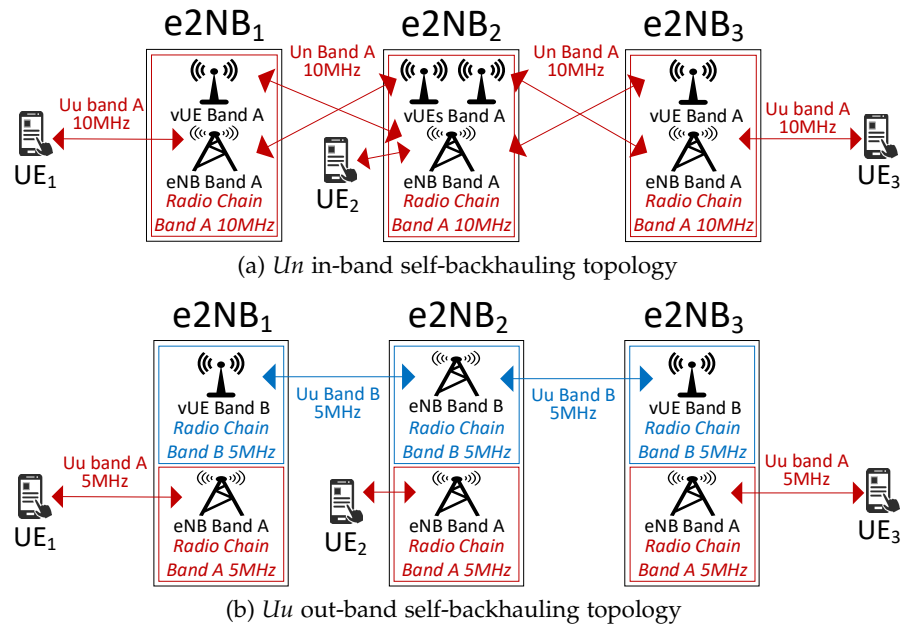 e2NB1 e2NB2 e2NB3
Un Band A
10MHz
Un Band A
10MHz
Uu band A
10MHz
vUE Band A
vUEs Band A
vUE Band A
Uu band A
10MHz
UE1
eNB Band A
Radio Chain
Band A 10MHz
UE2
eNB Band A
Radio Chain
Band A 10MHz
eNB Band A
Radio Chain
Band A 10MHz
UE3
(a) Un in-band self-backhauling topology
e2NB1 e2NB2 e2NB3
vUE Band B
Radio Chain
Band B 5MHz
Uu Band B
5MHz
eNB Band B
Radio Chain
Band B 5MHz
Uu Band B
5MHz
vUE Band B
Radio Chain
Band B 5MHz
Uu band A
5MHz
UE1
eNB Band A
Radio Chain
Band A 5MHz
UE2
eNB Band A
Radio Chain
Band A 5MHz
eNB Band A
Radio Chain
Band A 5MHz
Uu band A
5MHz
UE3
(b) Uu out-band self-backhauling topology